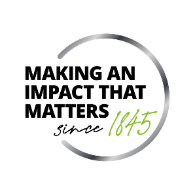 MAKING AN
IMPACT THAT
MATTERS
since 1845